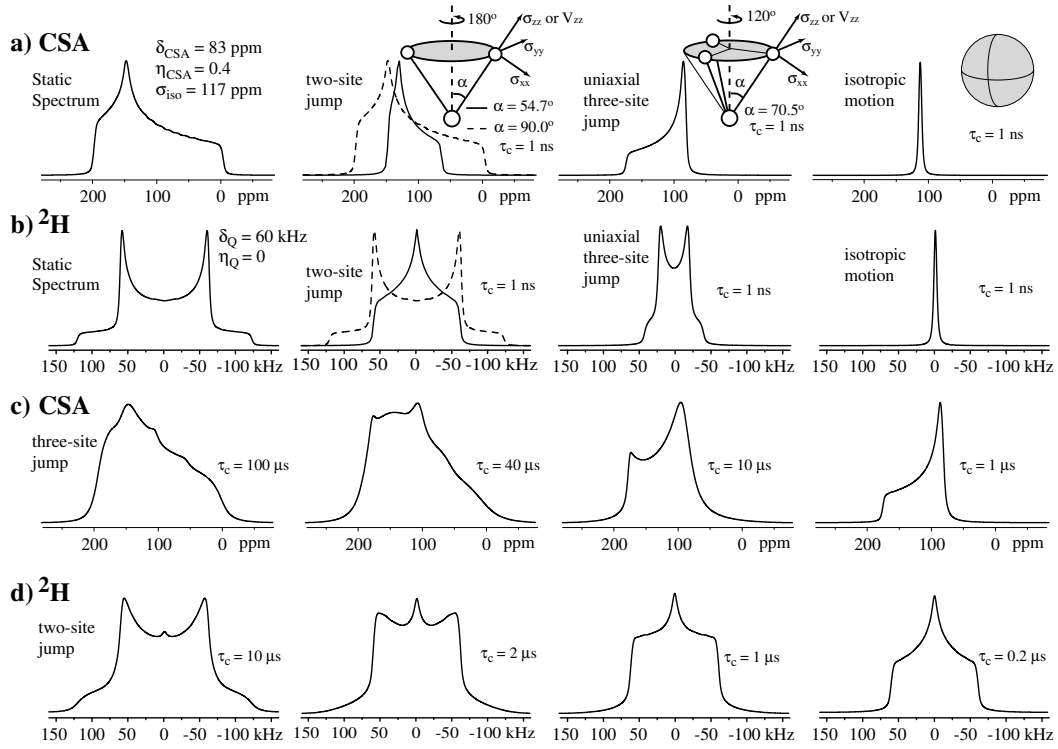 a) CSA
Static
Spectrum
δCSA = 83 ppm
ηCSA = 0.4
σiso = 117 ppm
200 100 0 ppm
two-site
jump
180º
σzz or Vzz
σyy
σxx
α
α = 54.7º
α = 90.0º
τc = 1 ns
200 100 0 ppm
uniaxial
three-site
jump
120º
σzz or Vzz
σyy
σxx
α
α = 70.5º
τc = 1 ns
200 100 0 ppm
isotropic
motion
τc = 1 ns
200 100 0 ppm
b) ²H
Static
Spectrum
δQ = 60 kHz
ηQ = 0
150 100 50 0 -50 -100 kHz
two-site
jump
τc = 1 ns
150 100 50 0 -50 -100 kHz
uniaxial
three-site
jump
τc = 1 ns
150 100 50 0 -50 -100 kHz
isotropic
motion
τc = 1 ns
150 100 50 0 -50 -100 kHz
c) CSA
three-site
jump
τc = 100 μs
200 100 0 ppm
τc = 40 μs
200 100 0 ppm
τc = 10 μs
200 100 0 ppm
τc = 1 μs
200 100 0 ppm
d) ²H
two-site
jump
τc = 10 μs
150 100 50 0 -50 -100 kHz
τc = 2 μs
150 100 50 0 -50 -100 kHz
τc = 1 μs
150 100 50 0 -50 -100 kHz
τc = 0.2 μs
150 100 50 0 -50 -100 kHz